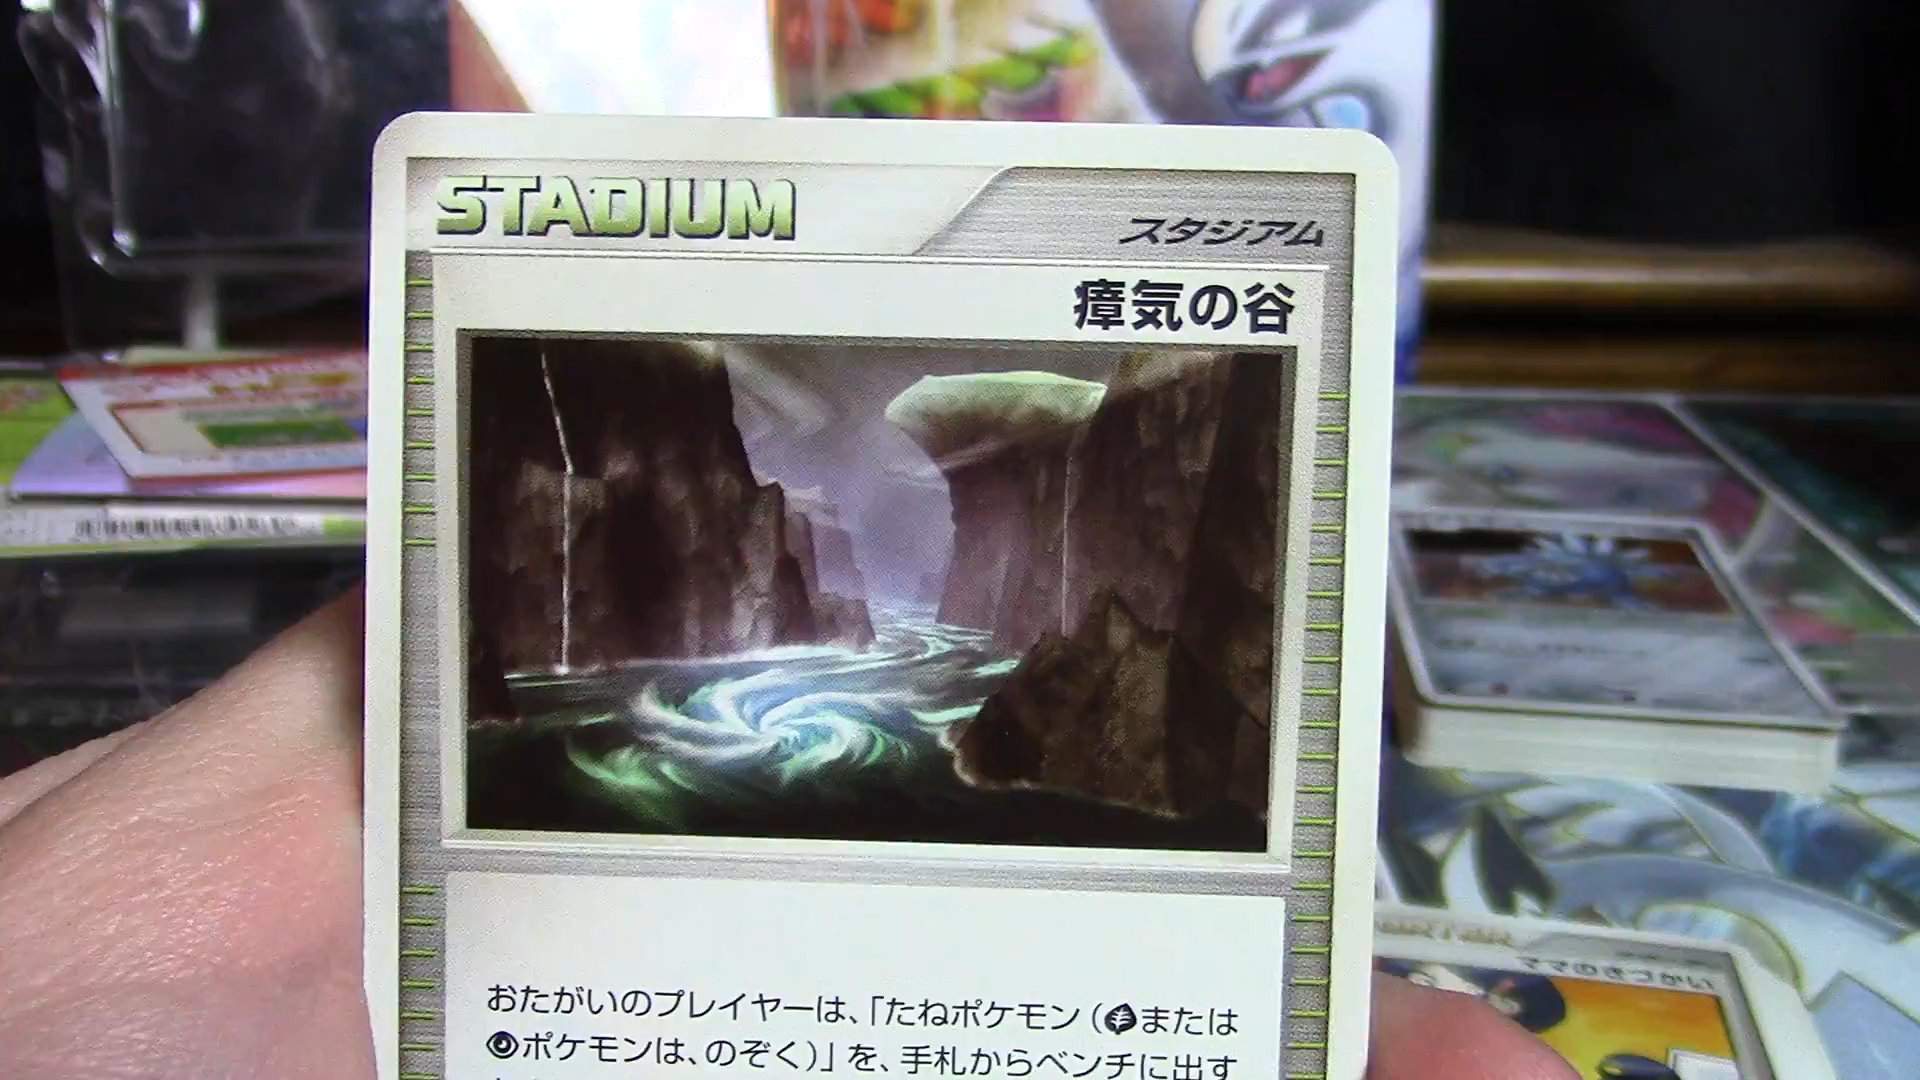 STADIUM
スタジアム
瘴気の谷
おたがいのプレイヤーは、「たねポケモン(または
ポケモンは、のぞく)」を、手札からベンチに出す
ママのきづかい